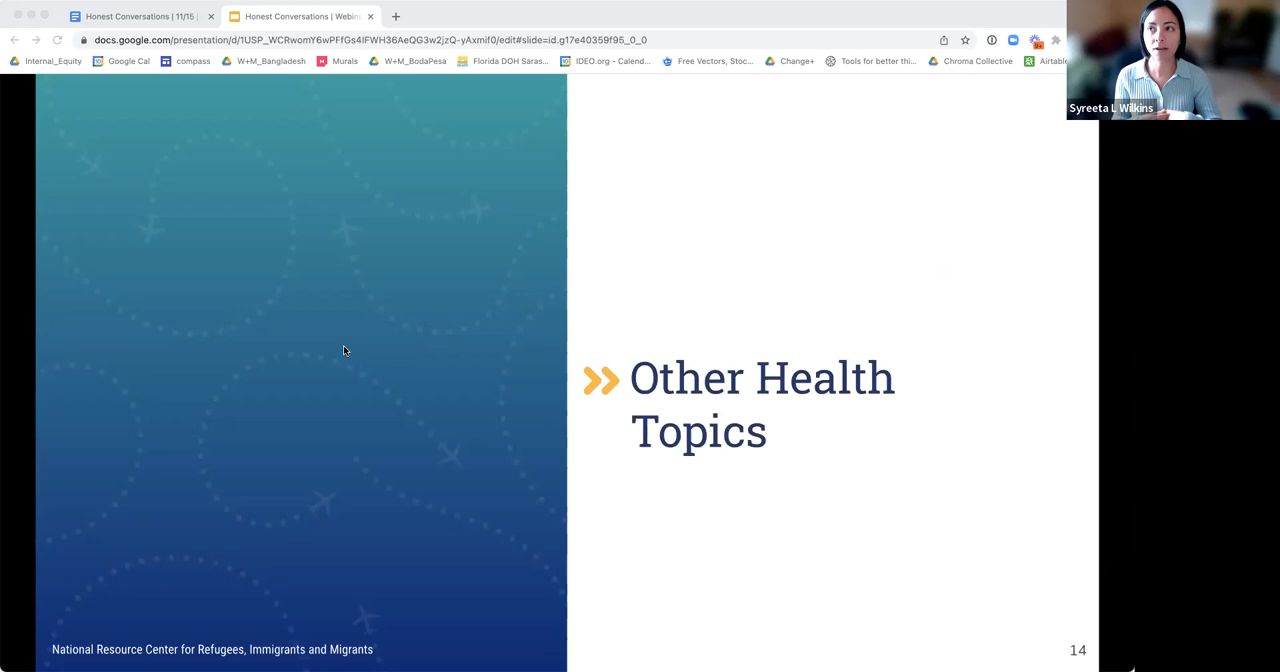 Honest Conversations | 11/15 |
Honest Conversations | Webin
docs.google.com/presentation/d/1USP_WCRwomY6wPFfGs4IFWH36AeQG3w2jzQ-yAxmif0/edit#slide=id.g17e40359f95_0_0
Internal_Equity
Google Cal
compass
W+M_Bangladesh
Murals
W+M_BodaPesa
Florida DOH Saras...
IDEO.org – Calend...
Free Vectors, Stoc...
Change+
Tools for better thi...
Chroma Collective
Airtable
Syreeta L Wilkins
Other Health
Topics
National Resource Center for Refugees, Immigrants and Migrants
14